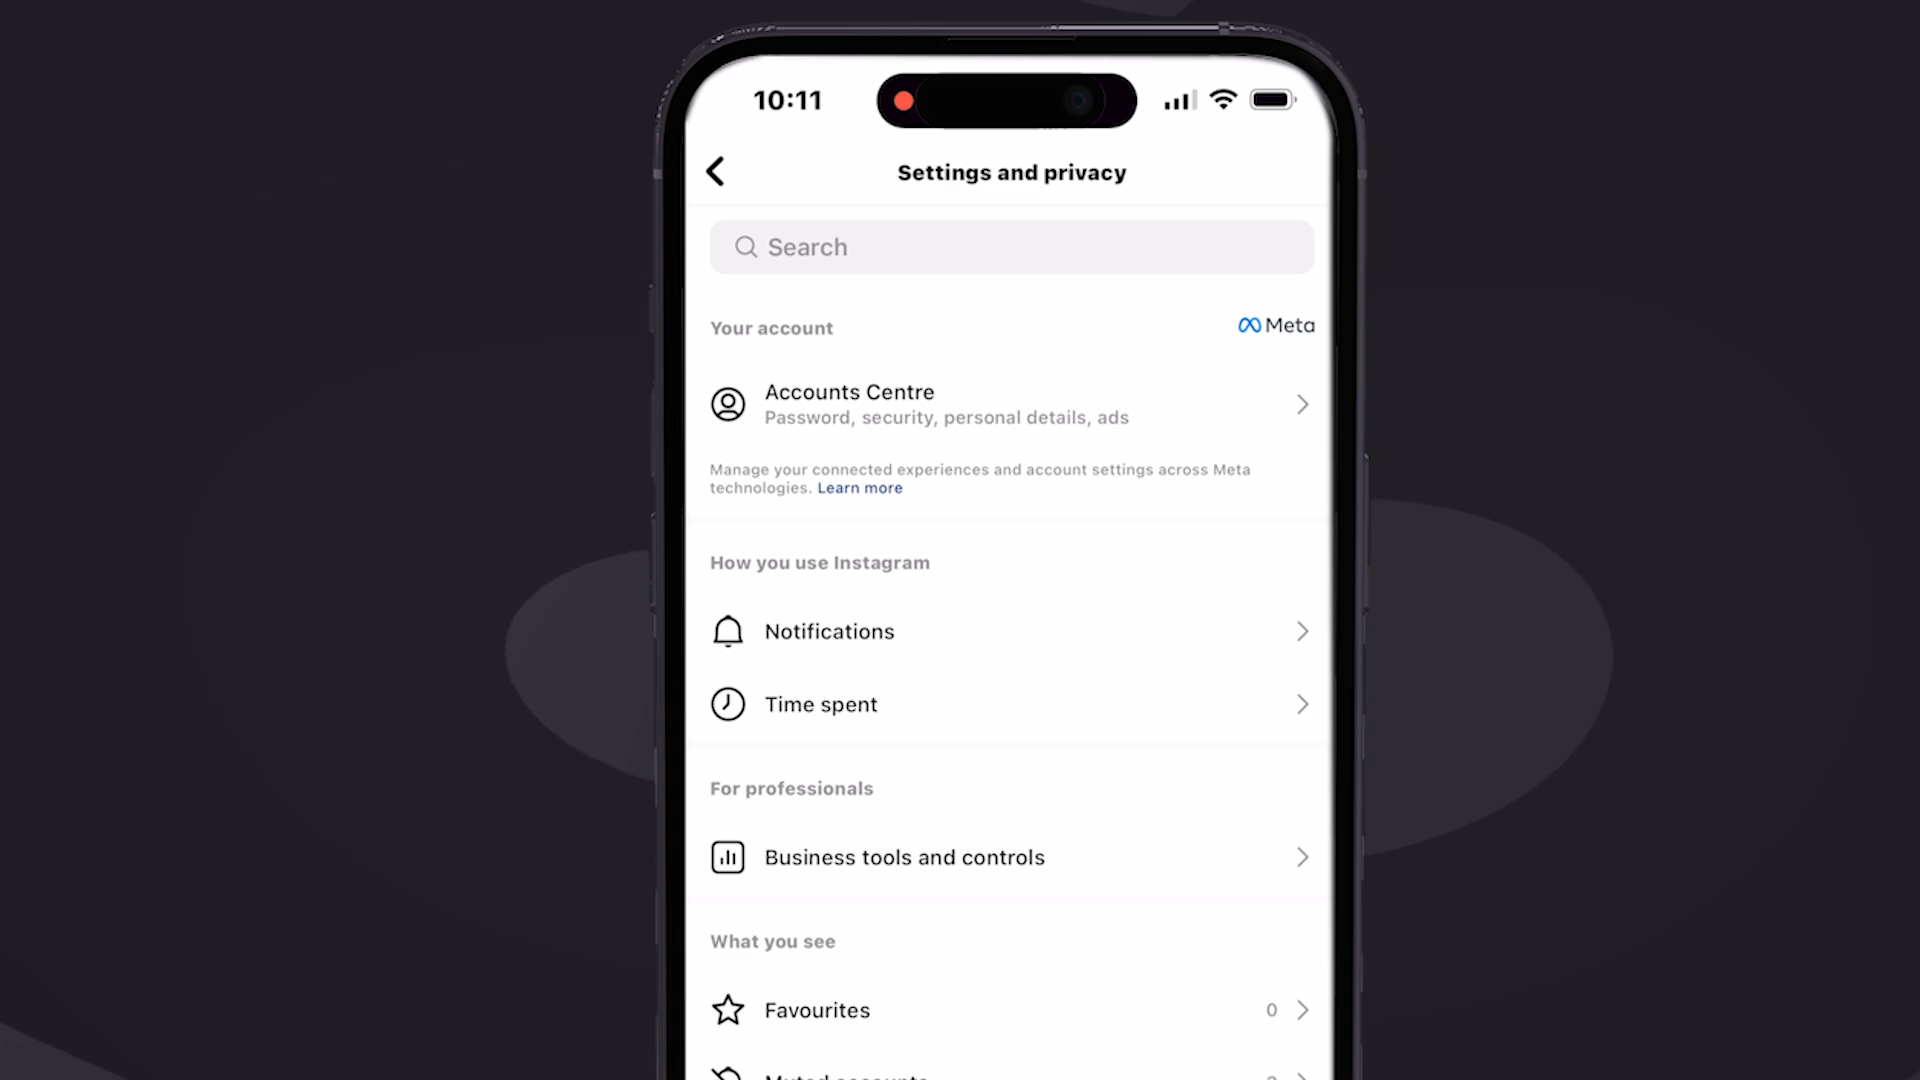 10:11
Settings and privacy
Search
Your account
Meta
Accounts Centre
Password, security, personal details, ads
Manage your connected experiences and account settings across Meta
technologies. Learn more
How you use Instagram
Notifications
Time spent
For professionals
Business tools and controls
What you see
Favourites
0
Muted accounts